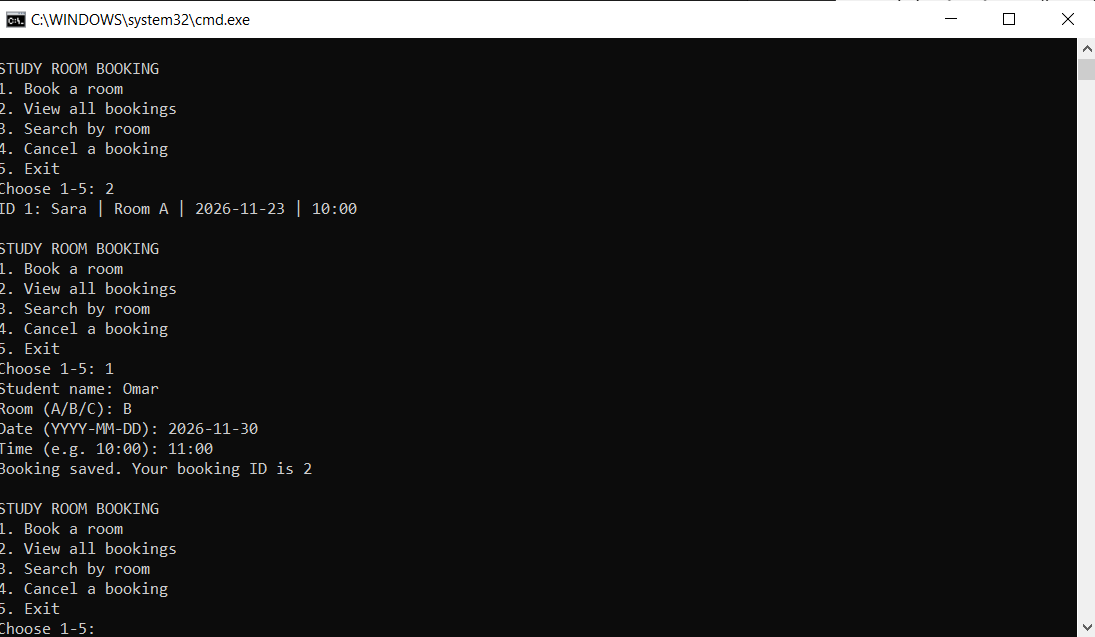 C:\WINDOWS\system32\cmd.exe
STUDY ROOM BOOKING
1. Book a room
2. View all bookings
3. Search by room
4. Cancel a booking
5. Exit
Choose 1-5: 2
ID 1: Sara | Room A | 2026-11-23 | 10:00
STUDY ROOM BOOKING
1. Book a room
2. View all bookings
3. Search by room
4. Cancel a booking
5. Exit
Choose 1-5: 1
Student name: Omar
Room (A/B/C): B
Date (YYYY-MM-DD): 2026-11-30
Time (e.g. 10:00): 11:00
Booking saved. Your booking ID is 2
STUDY ROOM BOOKING
1. Book a room
2. View all bookings
3. Search by room
4. Cancel a booking
5. Exit
Choose 1-5: